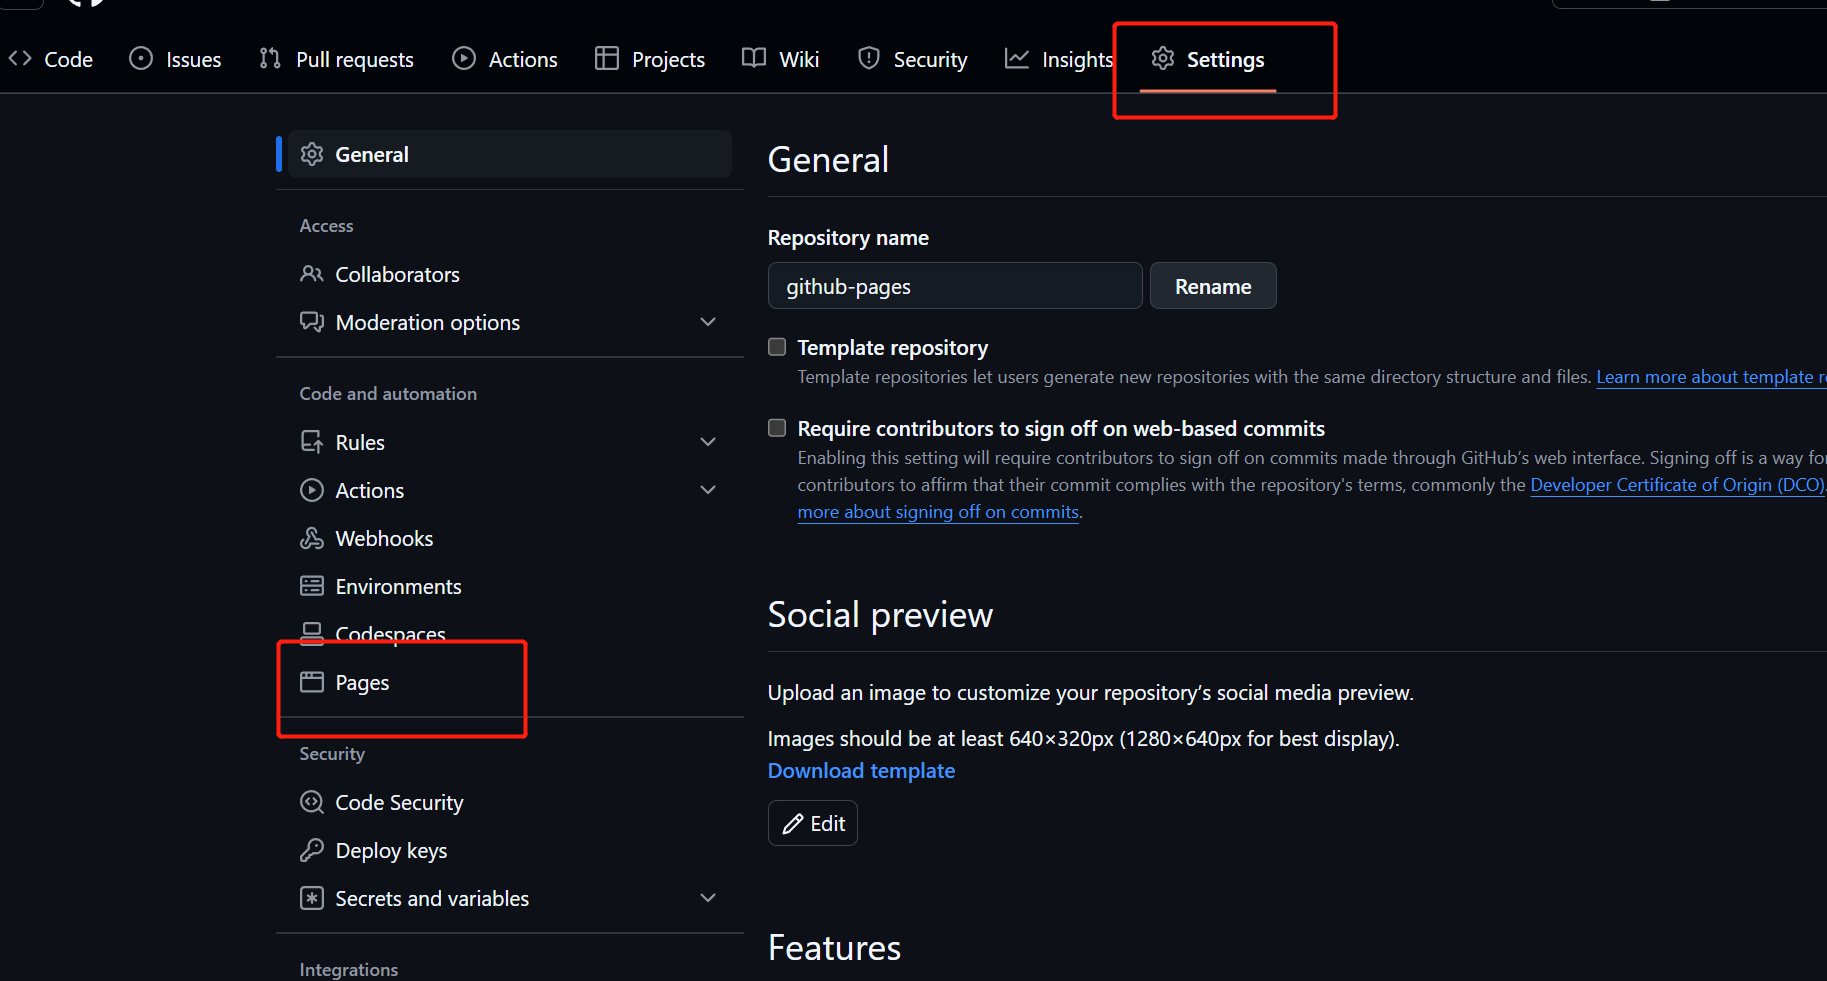 Code Issues Pull requests Actions Projects Wiki Security Insights Settings
General
Access
Collaborators
Moderation options
Code and automation
Rules
Actions
Webhooks
Environments
Codespaces
Pages
Security
Code Security
Deploy keys
Secrets and variables
Integrations
General
Repository name
github-pages Rename
Template repository
Template repositories let users generate new repositories with the same directory structure and files. Learn more about template
Require contributors to sign off on web-based commits
Enabling this setting will require contributors to sign off on commits made through GitHub’s web interface. Signing off is a way for
contributors to affirm that their commit complies with the repository's terms, commonly the Developer Certificate of Origin (DCO).
more about signing off on commits.
Social preview
Upload an image to customize your repository’s social media preview.
Images should be at least 640×320px (1280×640px for best display).
Download template
Edit
Features